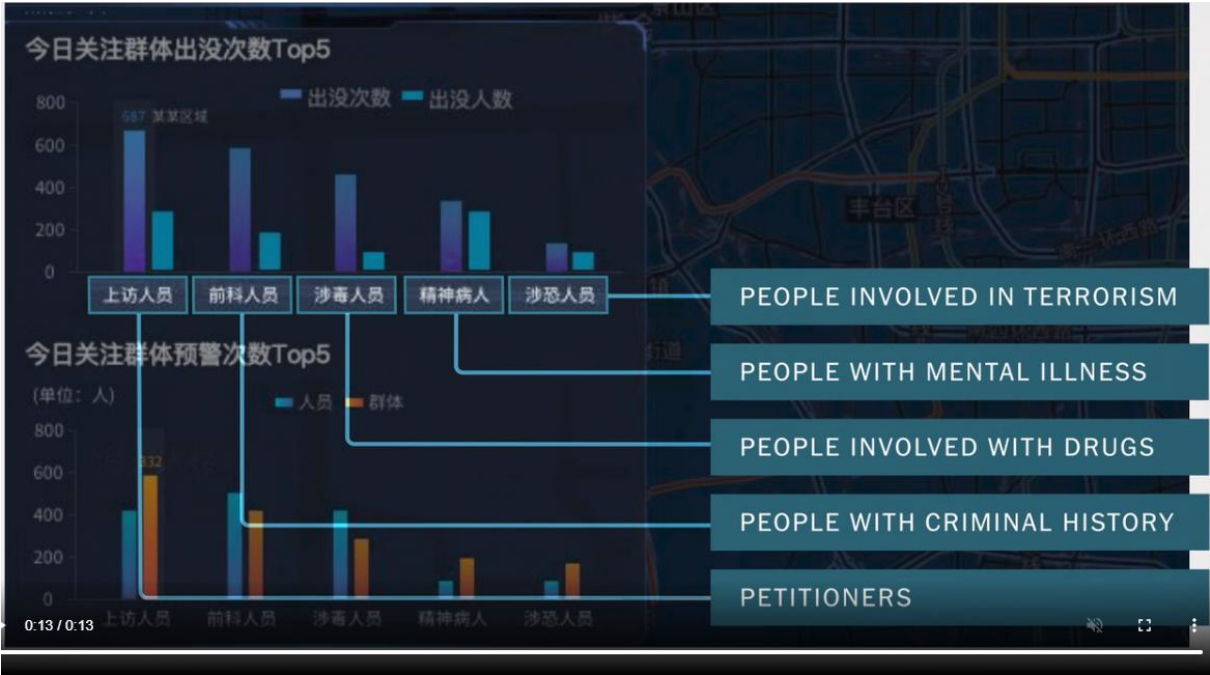 今日关注群体出没次数Top5
出没次数 出没人数
800
687 某某区域
600
400
200
0
上访人员 前科人员 涉毒人员 精神病人 涉恐人员
PEOPLE INVOLVED IN TERRORISM
PEOPLE WITH MENTAL ILLNESS
PEOPLE INVOLVED WITH DRUGS
PEOPLE WITH CRIMINAL HISTORY
PETITIONERS
今日关注群体预警次数Top5
(单位：人)
人员 群体
800
332
600
400
200
0
上访人员 前科人员 涉毒人员 精神病人 涉恐人员
丰台区
街道
0:13 / 0:13